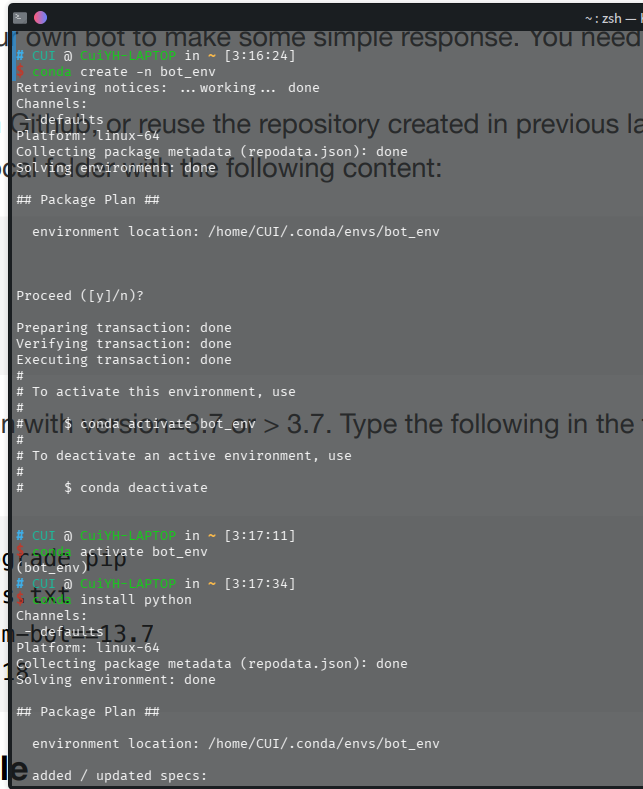 ~ : zsh —
ur own bot to make some simple response. You need
# CUI @ CuiYH-LAPTOP in ~ [3:16:24]
$ conda create -n bot_env
Retrieving notices: ...working... done
Channels:
- defaults
Github, or reuse the repository created in previous la
Platform: linux-64
Collecting package metadata (repodata.json): done
Solving environment: done
cal folder with the following content:
## Package Plan ##
environment location: /home/CUI/.conda/envs/bot_env
Proceed ([y]/n)?
Preparing transaction: done
Verifying transaction: done
Executing transaction: done
#
# To activate this environment, use
#
# $ conda activate bot_env
n with version=3.7 or > 3.7. Type the following in the
#
# To deactivate an active environment, use
#
# $ conda deactivate
# CUI @ CuiYH-LAPTOP in ~ [3:17:11]
$ conda activate bot_env
grade pip
(bot_env)
# CUI @ CuiYH-LAPTOP in ~ [3:17:34]
$ conda install python
s.txt
Channels:
- defaults
m-bot==13.7
Platform: linux-64
Collecting package metadata (repodata.json): done
18
Solving environment: done
## Package Plan ##
environment location: /home/CUI/.conda/envs/bot_env
le
added / updated specs: